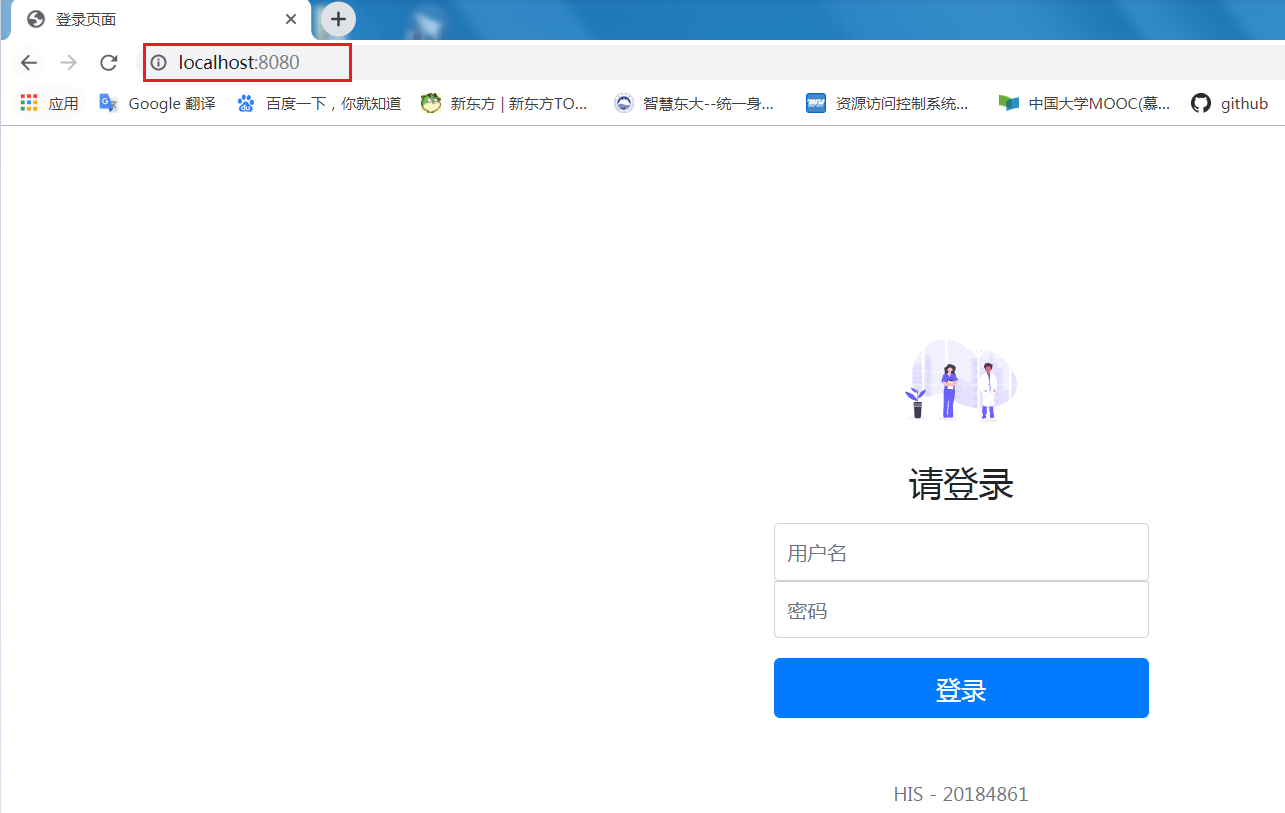 登录页面
localhost:8080
应用 Google 翻译 百度一下，你就知道 新东方 | 新东方TO... 智慧东大--统一身... 资源访问控制系统... 中国大学MOOC(慕... github
请登录
用户名
密码
登录
HIS - 20184861